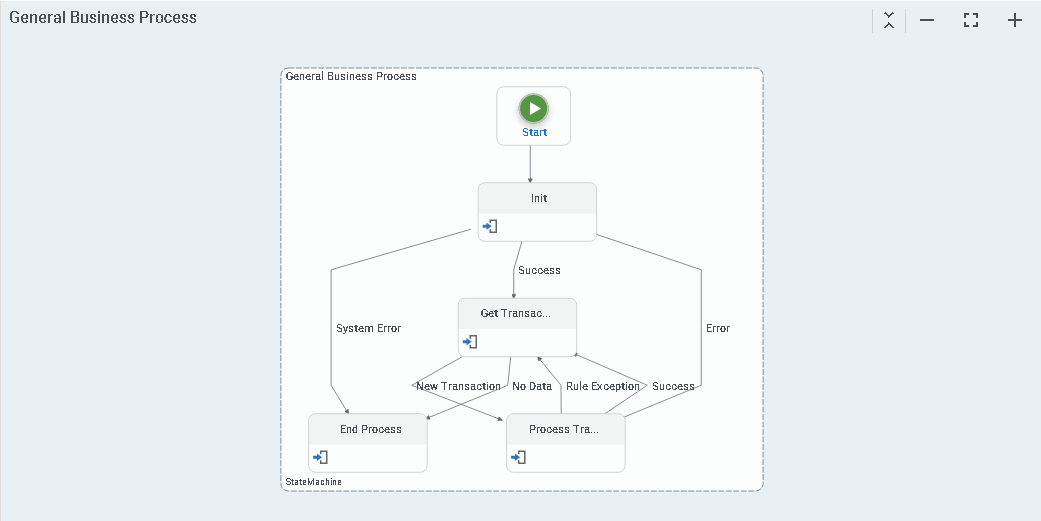 General Business Process
General Business Process
Start
Init
Success
Get Transac...
System Error
Error
New Transaction
No Data
Rule Exception
Success
End Process
Process Tra...
StateMachine